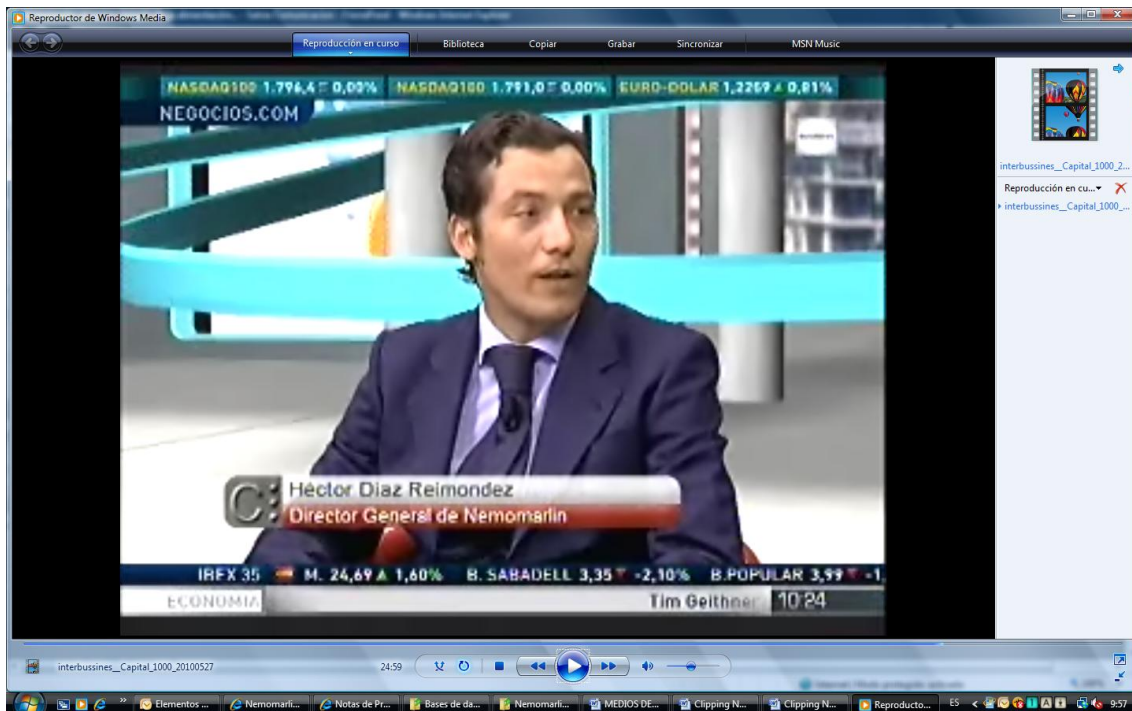 Reproductor de Windows Media
Reproducción en curso
Biblioteca
Copiar
Grabar
Sincronizar
MSN Music
NASDAQ100 1.796,4 = 0,00% NASDAQ100 1.791,0 = 0,00% EURO-DOLAR 1,2269 ▲ 0,81%
NEGOCIOS.COM
interbussines__Capital_1000_2...
Reproducción en cu...
interbussines__Capital_1000_...
C:
Héctor Diaz Reimondez
Director General de Nemomarlin
IBEX 35 M. 24,69 ▲ 1,60% B. SABADELL 3,35 ▼ -2,10% B.POPULAR 3,99 ▼ -1
ECONOMIA Tim Geithner 10:24
interbussines__Capital_1000_20100527
24:59
Elementos ...
Nemomarli...
Notas de Pr...
Bases de da...
Nemomarli...
MEDIOS DE...
Clipping N...
Clipping N...
Reproducto...
ES
9:57